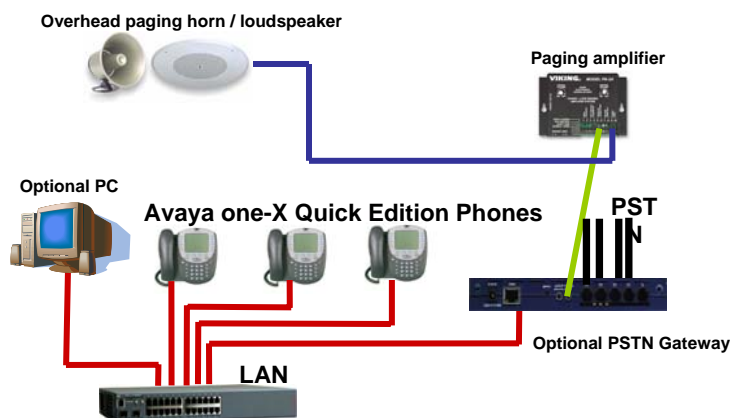 Overhead paging horn / loudspeaker
Paging amplifier
VIKING
Optional PC
Avaya one-X Quick Edition Phones
PST
N
Optional PSTN Gateway
LAN